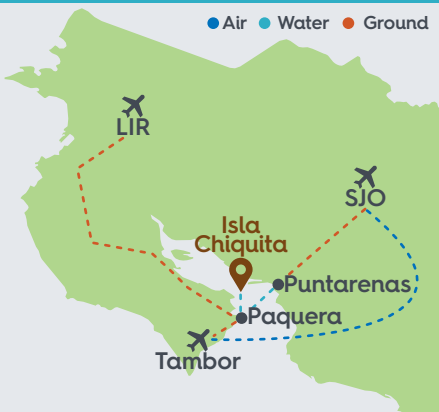 Air Water Ground
LIR
SJO
Isla
Chiquita
Puntarenas
Paquera
Tambor